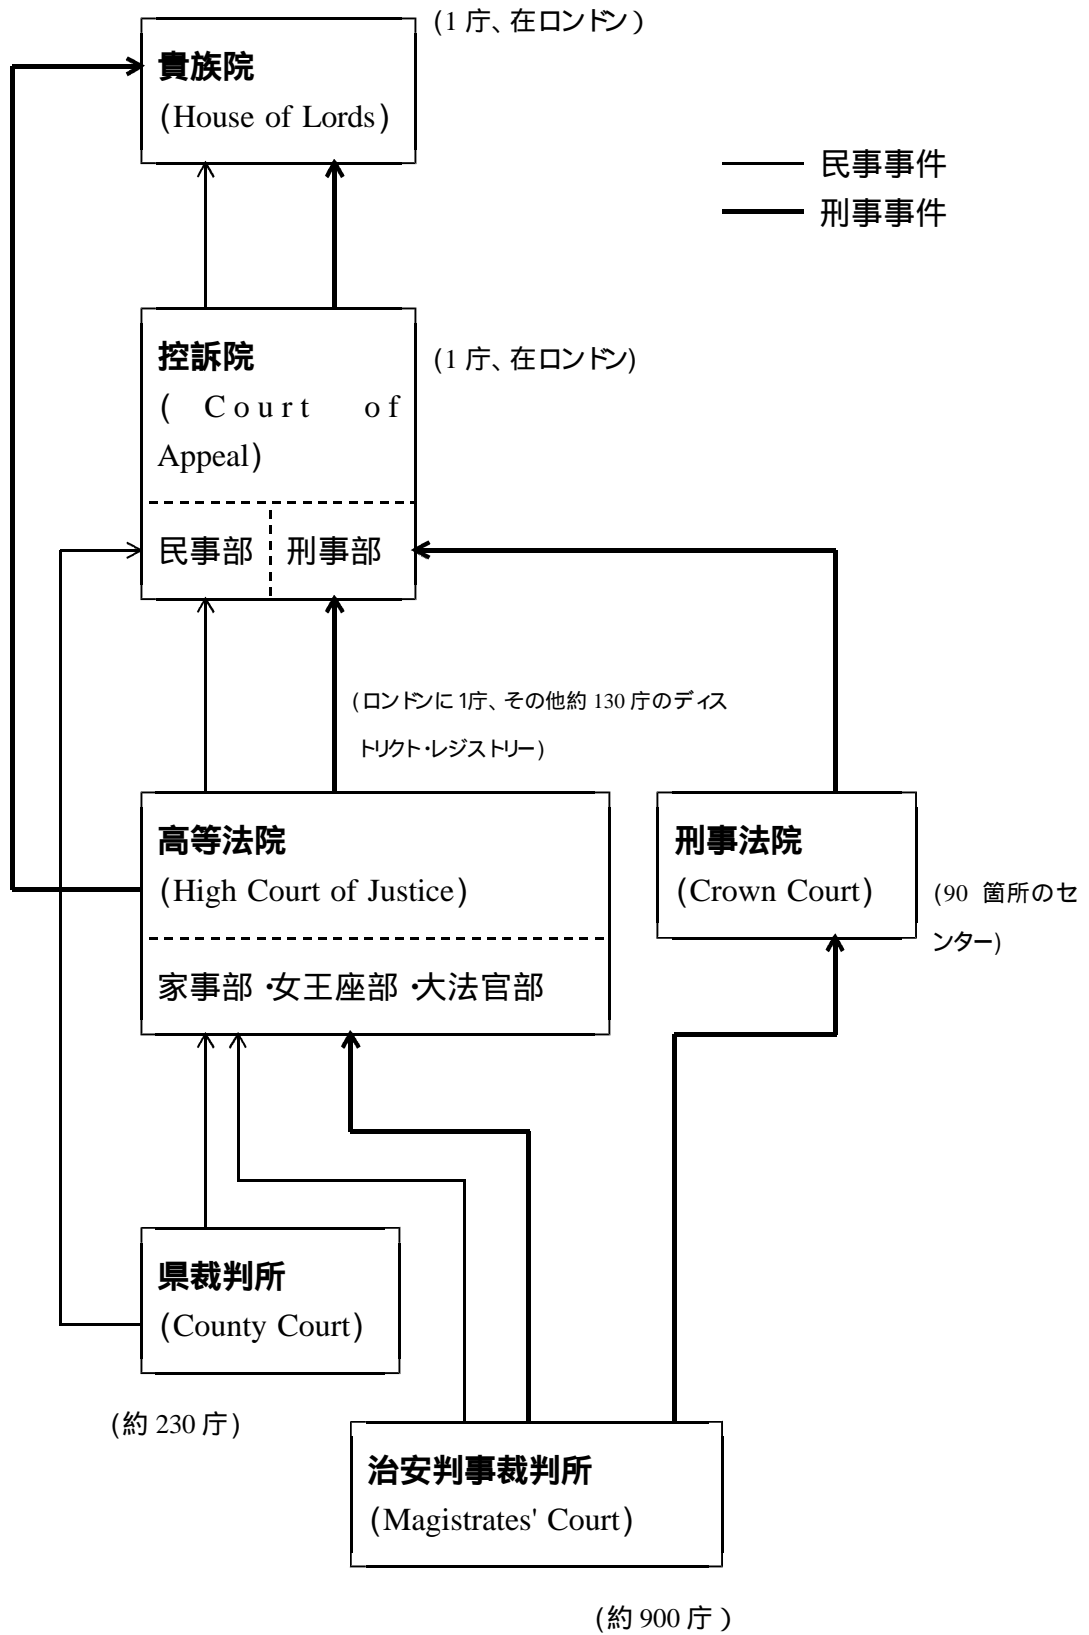 (1 庁、在ロンドン)
貴族院
(House of Lords)
民事事件
刑事事件
控訴院
( Court of
Appeal)
(1 庁、在ロンドン)
民事部 刑事部
(ロンドンに 1庁、その他約 130 庁のディス
トリクト・レジストリー)
高等法院
(High Court of Justice)
家事部・女王座部・大法官部
刑事法院
(Crown Court)
(90 箇所のセ
ンター)
県裁判所
(County Court)
(約 230 庁)
治安判事裁判所
(Magistrates' Court)
(約 900 庁)